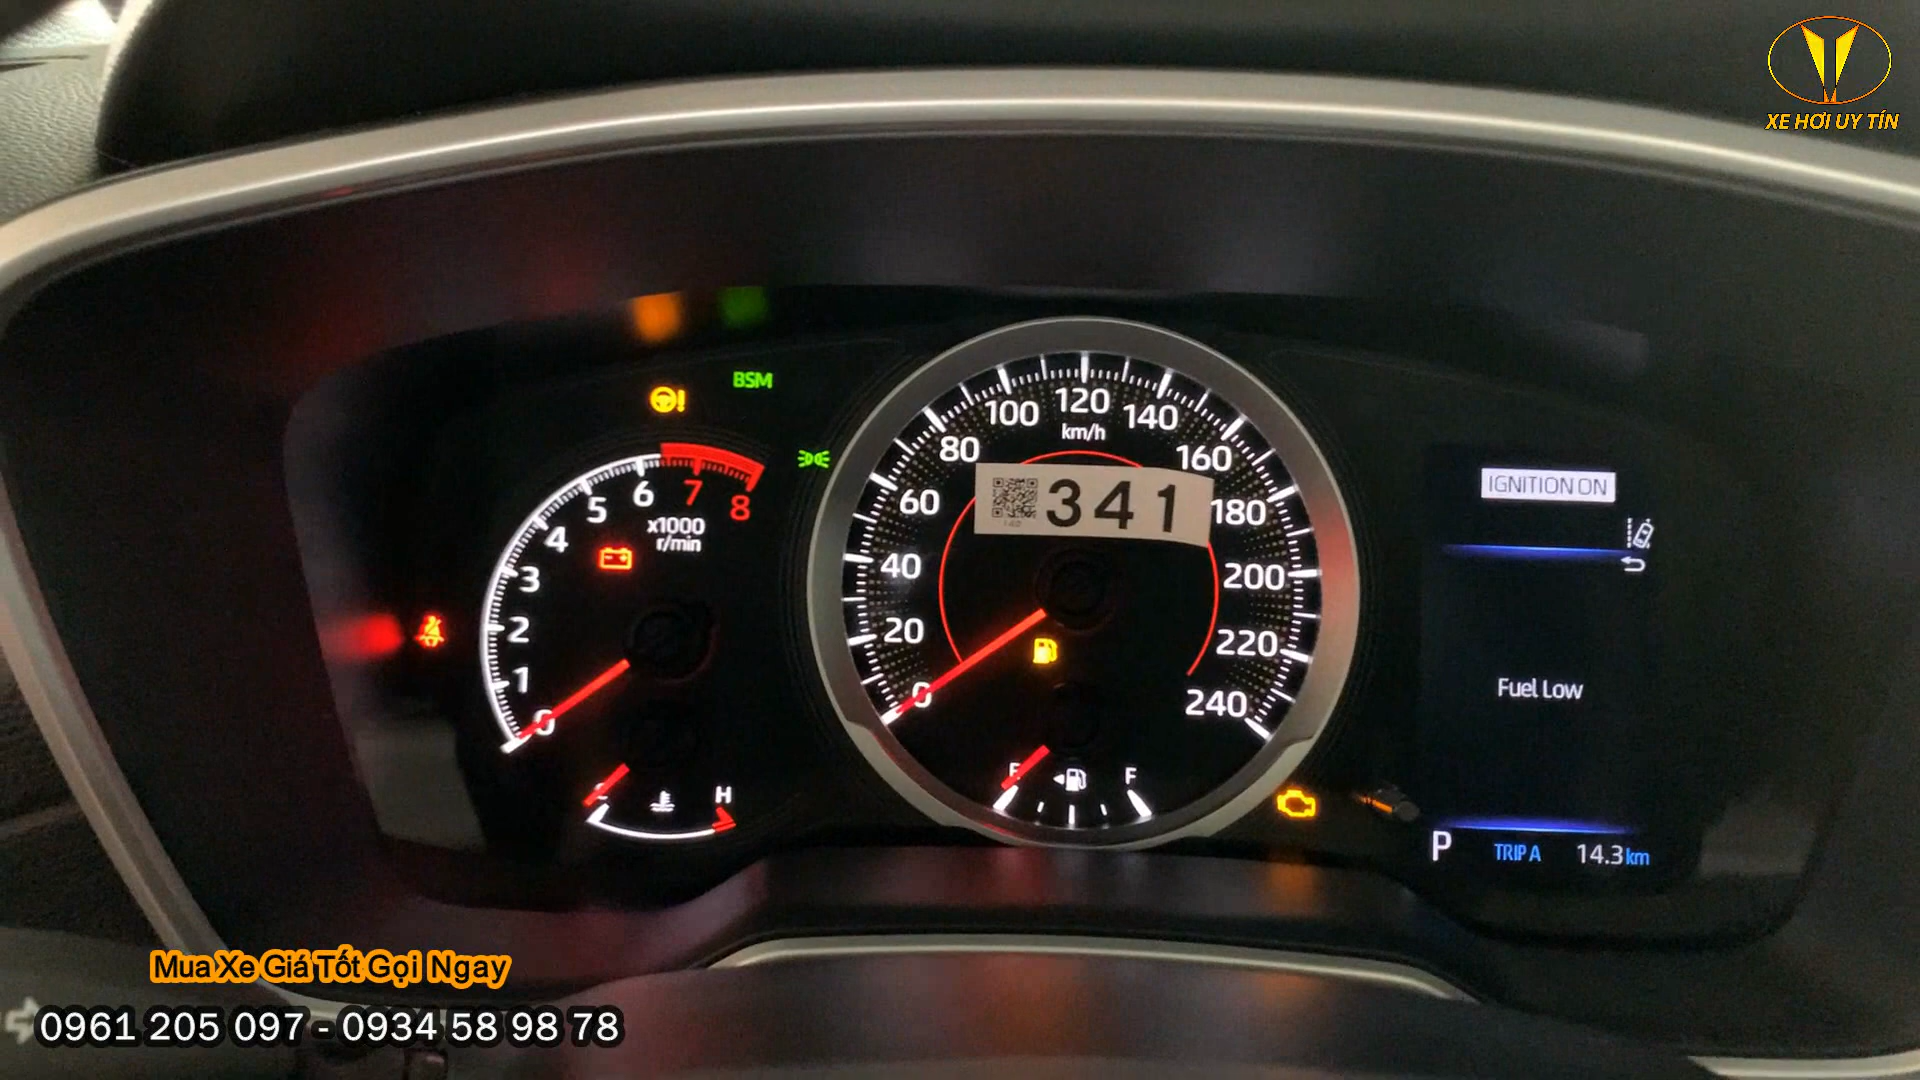 XE HƠI UY TÍN
BSM
0
1
2
3
4
5
6
7
8
x1000
r/min
H
0
20
40
60
80
100
120
140
160
180
200
220
240
km/h
341
F
IGNITION ON
Fuel Low
P TRIP A 14.3 km
Mua Xe Giá Tốt Gọi Ngay
0961 205 097 - 0934 58 98 78